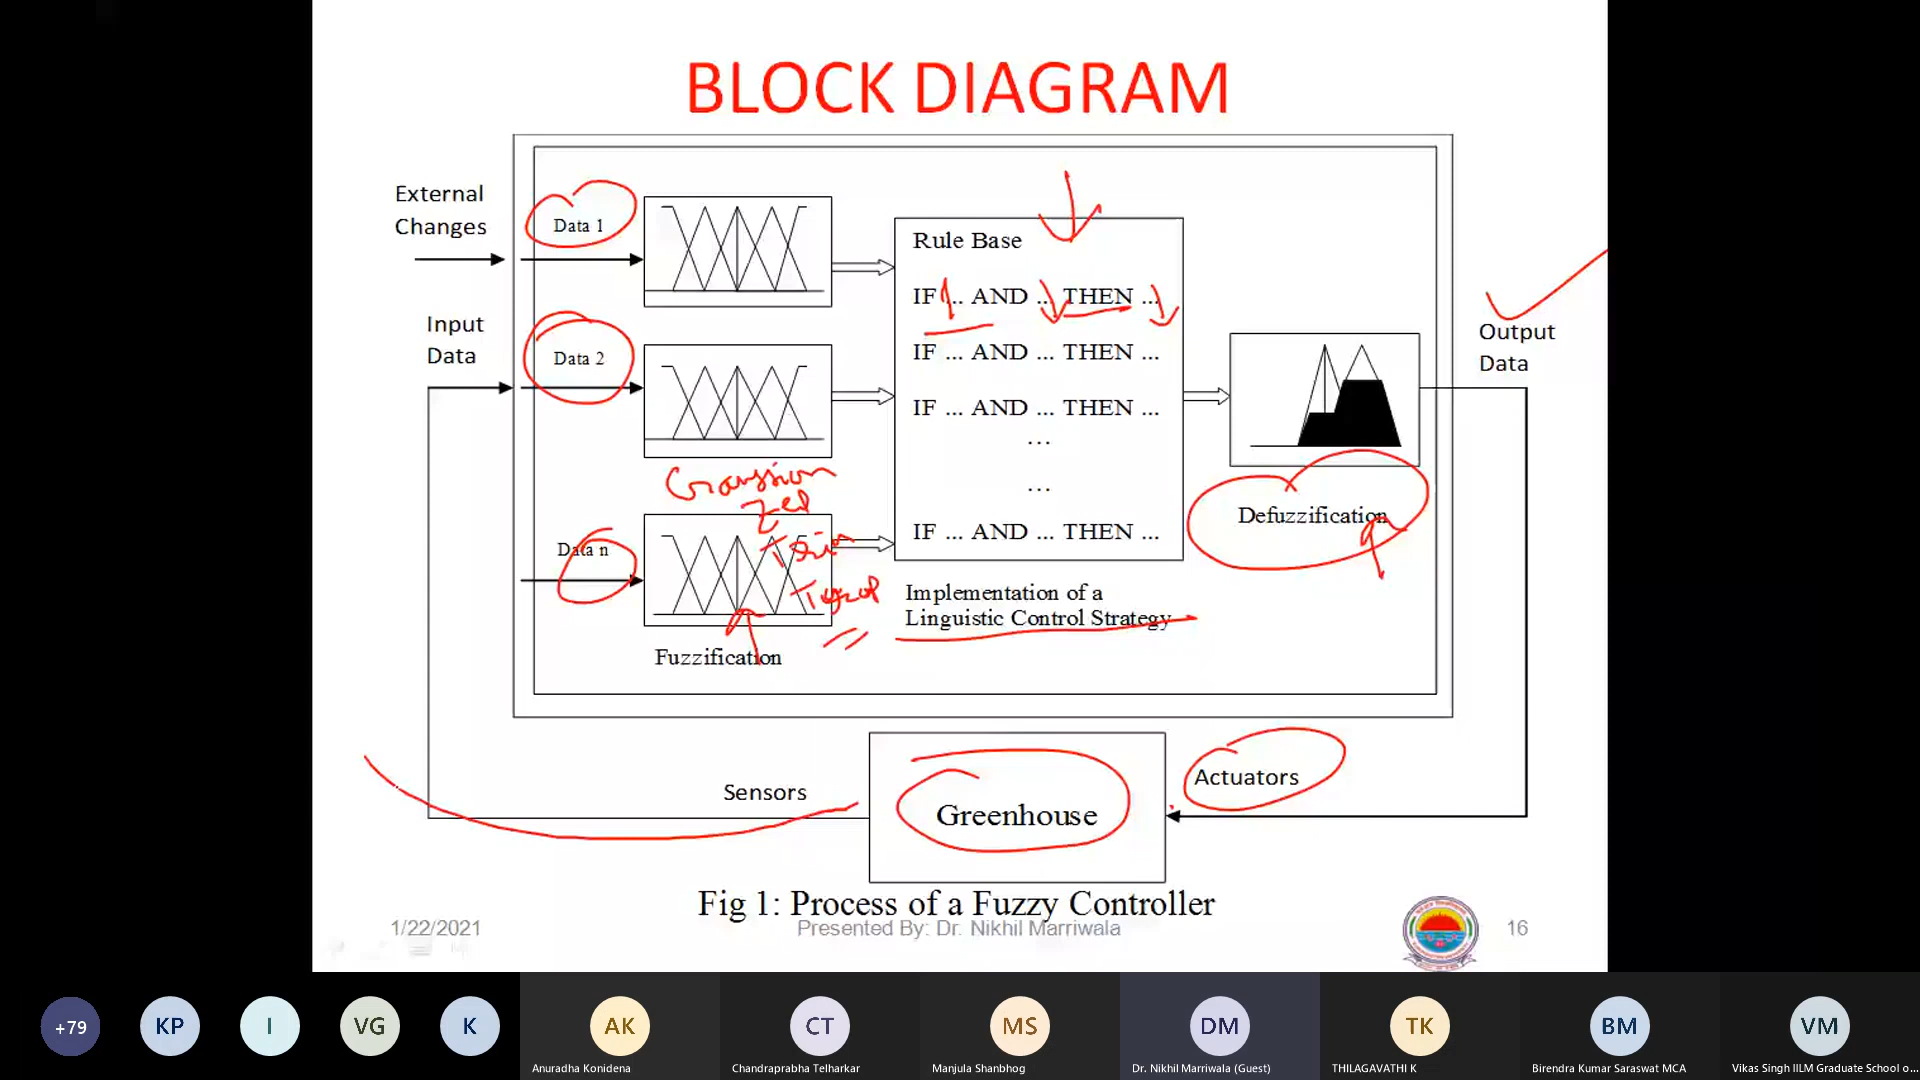 BLOCK DIAGRAM
External
Changes
Data 1
Rule Base
IF ... AND ... THEN ...
Input
Data
Data 2
IF ... AND ... THEN ...
Output
Data
IF ... AND ... THEN ...
...
...
Gaussion
Zed
Data n
IF ... AND ... THEN ...
Defuzzification
Implementation of a
Linguistic Control Strategy
Fuzzification
Sensors
Greenhouse
Actuators
Fig 1: Process of a Fuzzy Controller
1/22/2021
Presented By: Dr. Nikhil Marriwala
16
+79
KP
I
VG
K
AK
CT
MS
DM
TK
BM
VM
Anuradha Konidena
Chandraprabha Telharkar
Manjula Shanbhog
Dr. Nikhil Marriwala (Guest)
THILAGAVATHI K
Birendra Kumar Saraswat MCA
Vikas Singh IILM Graduate School o...